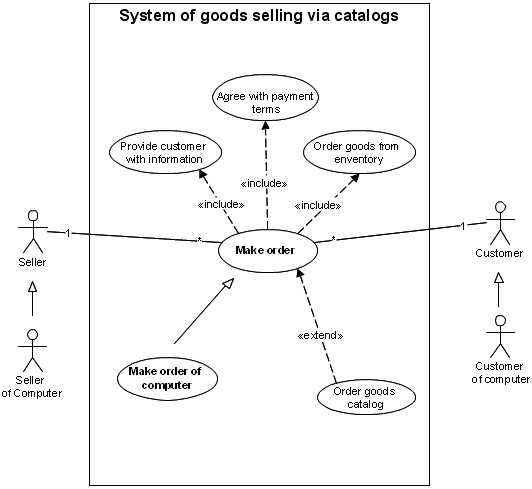 System of goods selling via catalogs
Agree with payment
terms
Provide customer
with information
Order goods from
enventory
«include»
«include»
«include»
1
*
Make order
*
1
Seller
Customer
«extend»
Make order of
computer
Order goods
catalog
Seller
of Computer
Customer
of computer